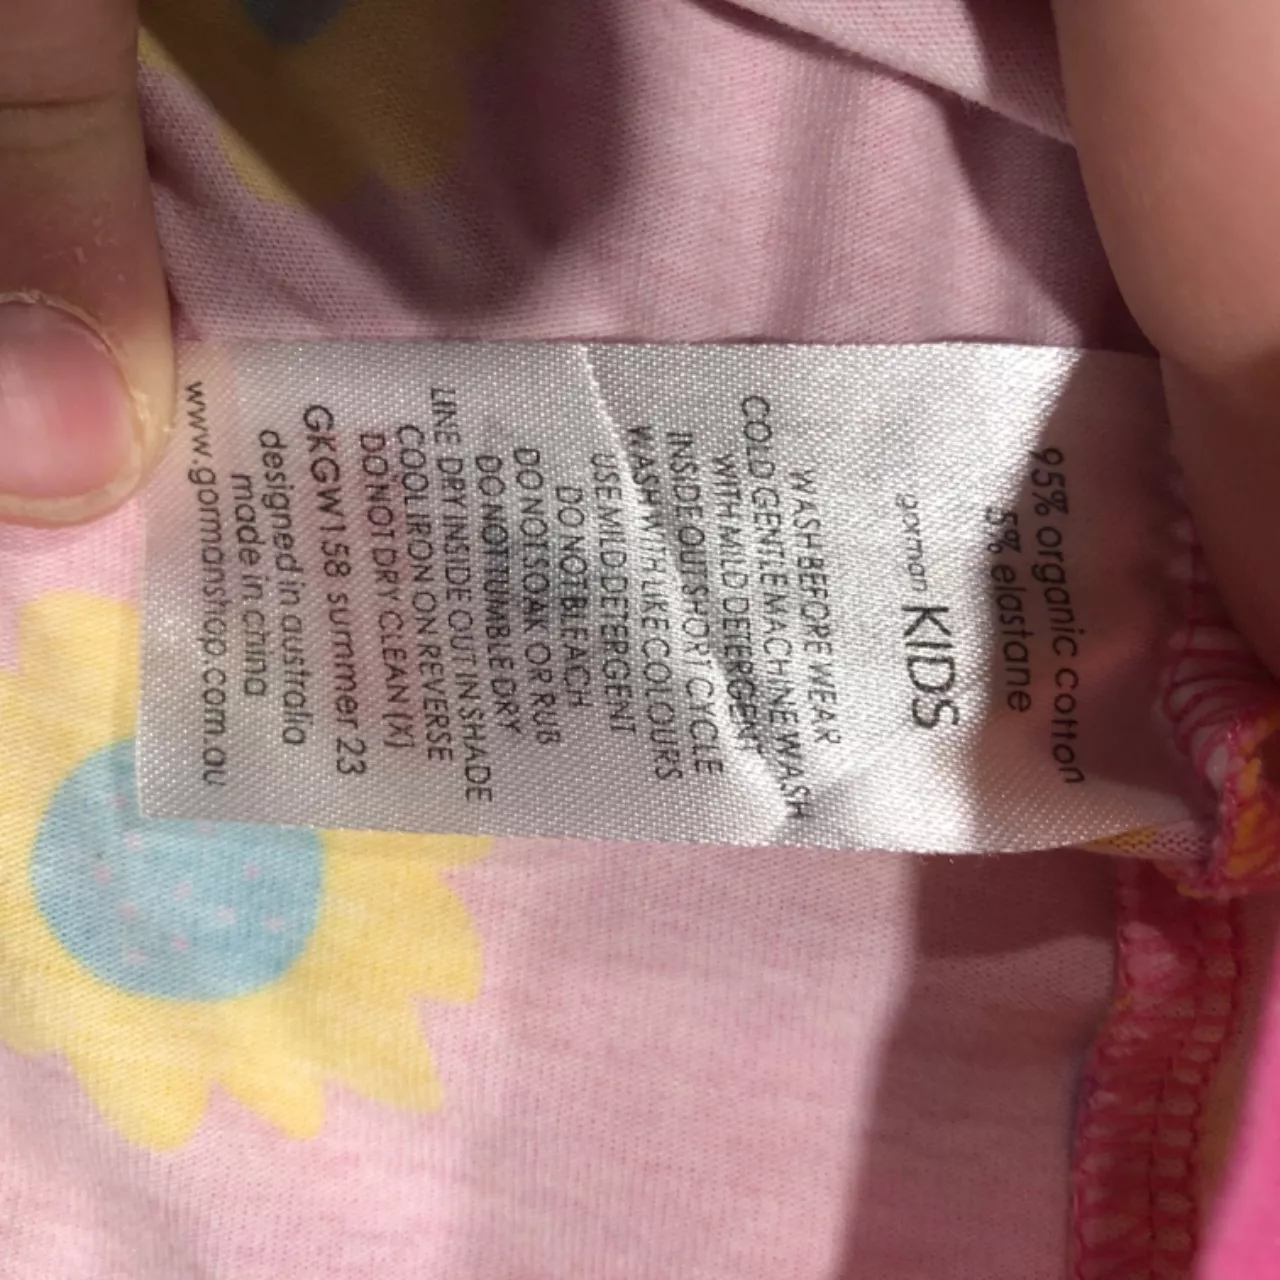 95% organic cotton
5% elastane
gorman KIDS
WASH BEFORE WEAR
COLD GENTLE MACHINE WASH
WITH MILD DETERGENT
INSIDE OUT SHORT CYCLE
WASH WITH LIKE COLOURS
USE MILD DETERGENT
DO NOT BLEACH
DO NOT SOAK OR RUB
DO NOT TUMBLE DRY
LINE DRY INSIDE OUT IN SHADE
COOL IRON ON REVERSE
DO NOT DRY CLEAN (X)
GKGW158 summer 23
designed in australia
made in china
www.gormanshop.com.au